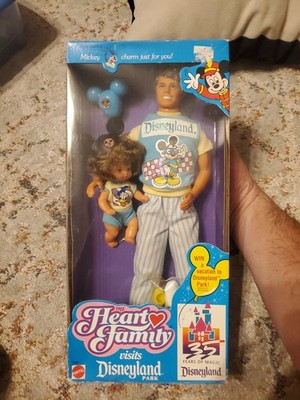 Mickey charm just for you!
Disneyland
WIN
a
vacation to
Disneyland
Park!
THE
Heart
Family
visits
Disneyland
PARK
35
YEARS OF MAGIC
Disneyland
MATTEL